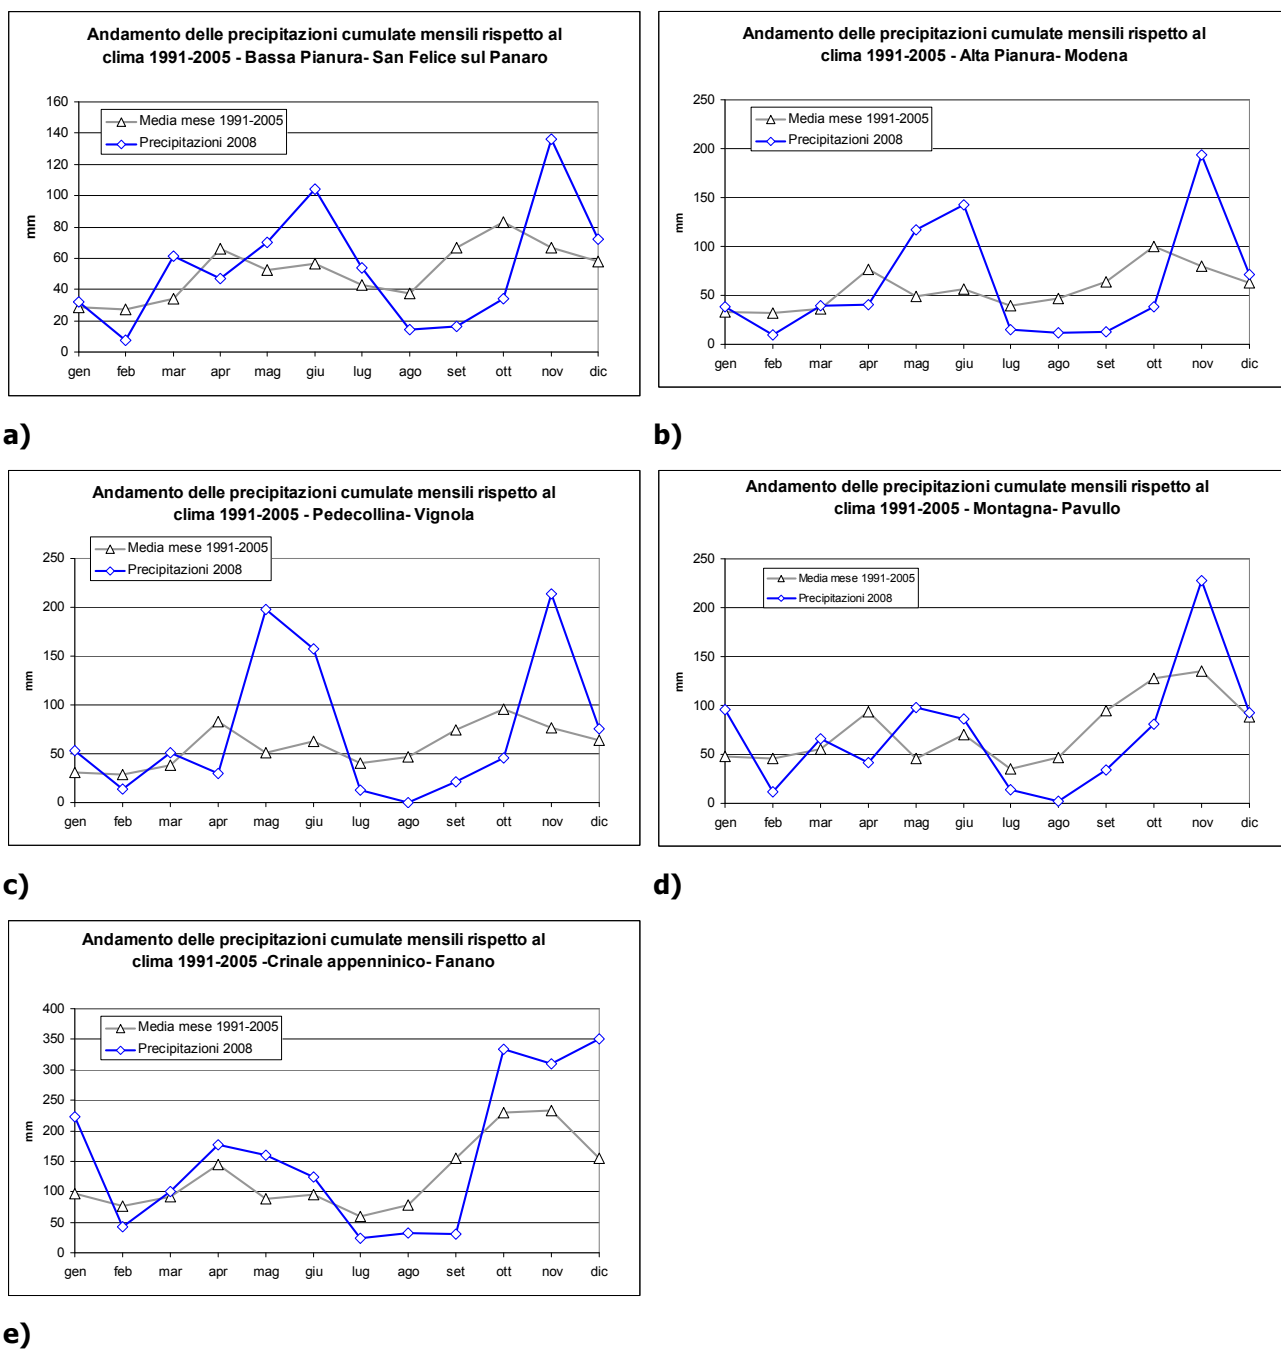 Andamento delle precipitazioni cumulate mensili rispetto al
clima 1991-2005 - Bassa Pianura- San Felice sul Panaro
160
140
120
100
80
60
40
20
0
mm
Media mese 1991-2005
Precipitazioni 2008
gen feb mar apr mag giu lug ago set ott nov dic
a)
Andamento delle precipitazioni cumulate mensili rispetto al
clima 1991-2005 - Alta Pianura- Modena
250
200
150
100
50
0
mm
Media mese 1991-2005
Precipitazioni 2008
gen feb mar apr mag giu lug ago set ott nov dic
b)
Andamento delle precipitazioni cumulate mensili rispetto al
clima 1991-2005 - Pedecollina- Vignola
250
200
150
100
50
0
mm
Media mese 1991-2005
Precipitazioni 2008
gen feb mar apr mag giu lug ago set ott nov dic
c)
Andamento delle precipitazioni cumulate mensili rispetto al
clima 1991-2005 - Montagna- Pavullo
250
200
150
100
50
0
mm
Media mese 1991-2005
Precipitazioni 2008
gen feb mar apr mag giu lug ago set ott nov dic
d)
Andamento delle precipitazioni cumulate mensili rispetto al
clima 1991-2005 -Crinale appenninico- Fanano
400
350
300
250
200
150
100
50
0
mm
Media mese 1991-2005
Precipitazioni 2008
gen feb mar apr mag giu lug ago set ott nov dic
e)